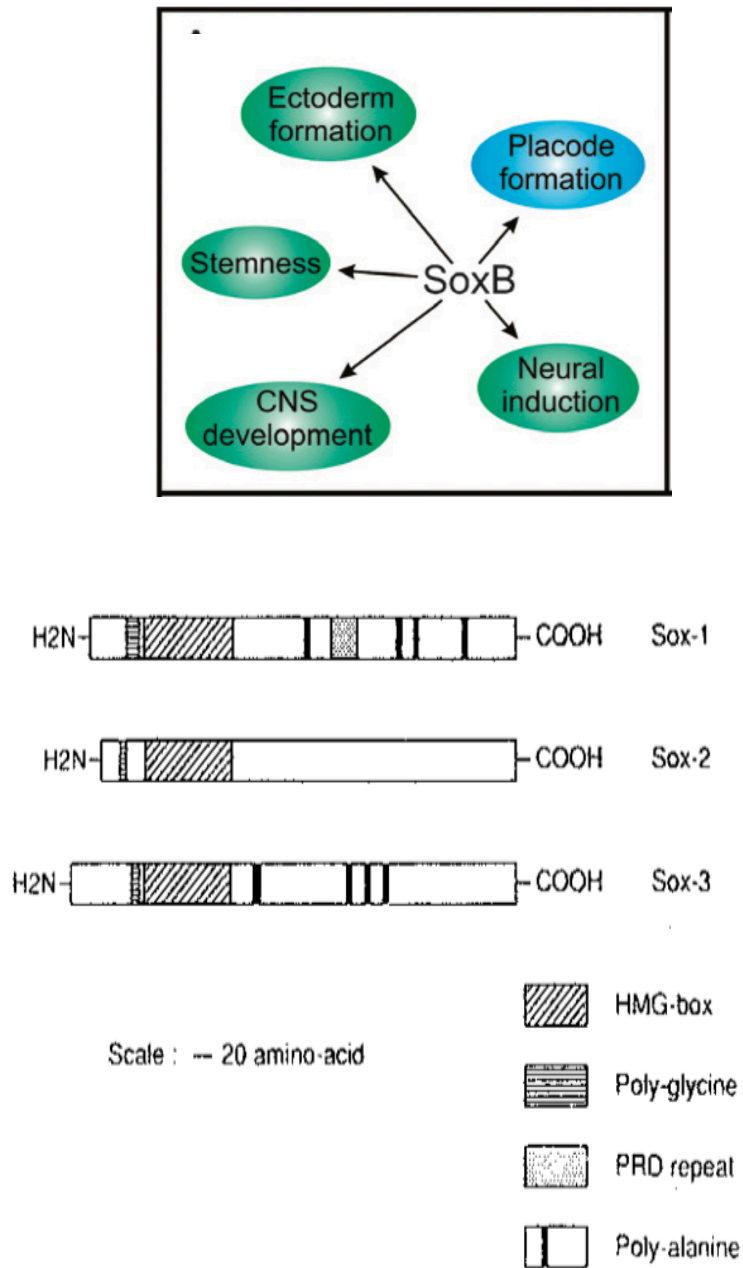 Ectoderm
formation
Placode
formation
Stemness
SoxB
CNS
development
Neural
induction
H2N
COOH
Sox-1
H2N
COOH
Sox-2
H2N
COOH
Sox-3
HMG-box
Scale : — 20 amino-acid
Poly-glycine
PRD repeat
Poly-alanine